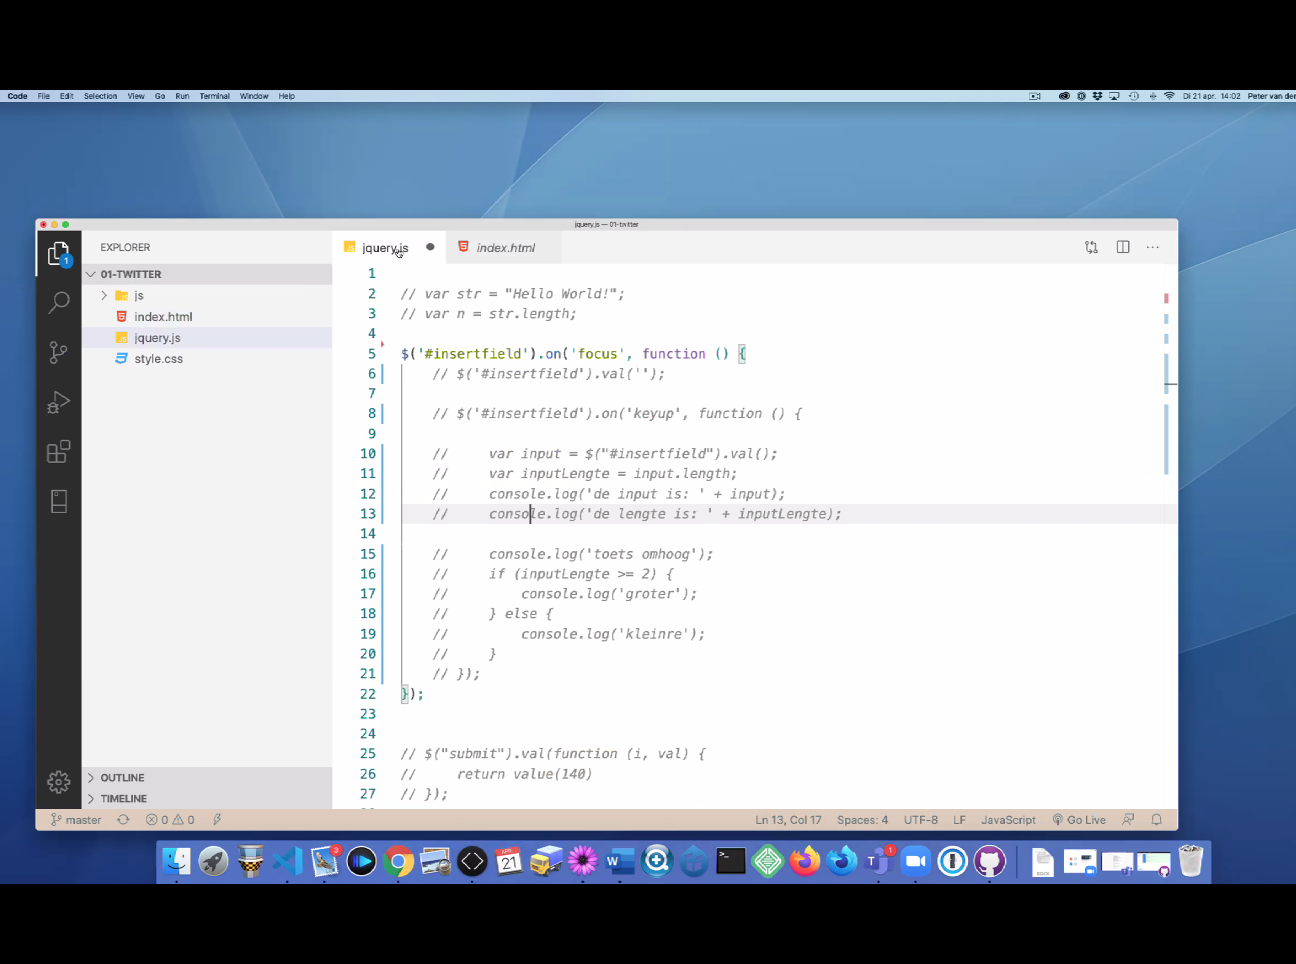 Code File Edit Selection View Go Run Terminal Window Help
Di 21 apr. 14:02 Peter van der
jquery.js — 01-twitter
EXPLORER
jquery.js
index.html
01-TWITTER
js
index.html
jquery.js
style.css
1
2 // var str = "Hello World!";
3 // var n = str.length;
4
5 $('#insertfield').on('focus', function () {
6 // $('#insertfield').val('');
7
8 // $('#insertfield').on('keyup', function () {
9
10 // var input = $("#insertfield").val();
11 // var inputLengte = input.length;
12 // console.log('de input is: ' + input);
13 // console.log('de lengte is: ' + inputLengte);
14
15 // console.log('toets omhoog');
16 // if (inputLengte >= 2) {
17 // console.log('groter');
18 // } else {
19 // console.log('kleinre');
20 // }
21 // });
22 });
23
24
25 // $("submit").val(function (i, val) {
26 // return value(140)
27 // });
OUTLINE
TIMELINE
1
master 0 0 Ln 13, Col 17 Spaces: 4 UTF-8 LF JavaScript Go Live
3
APR
21
W
T
1
DOCX